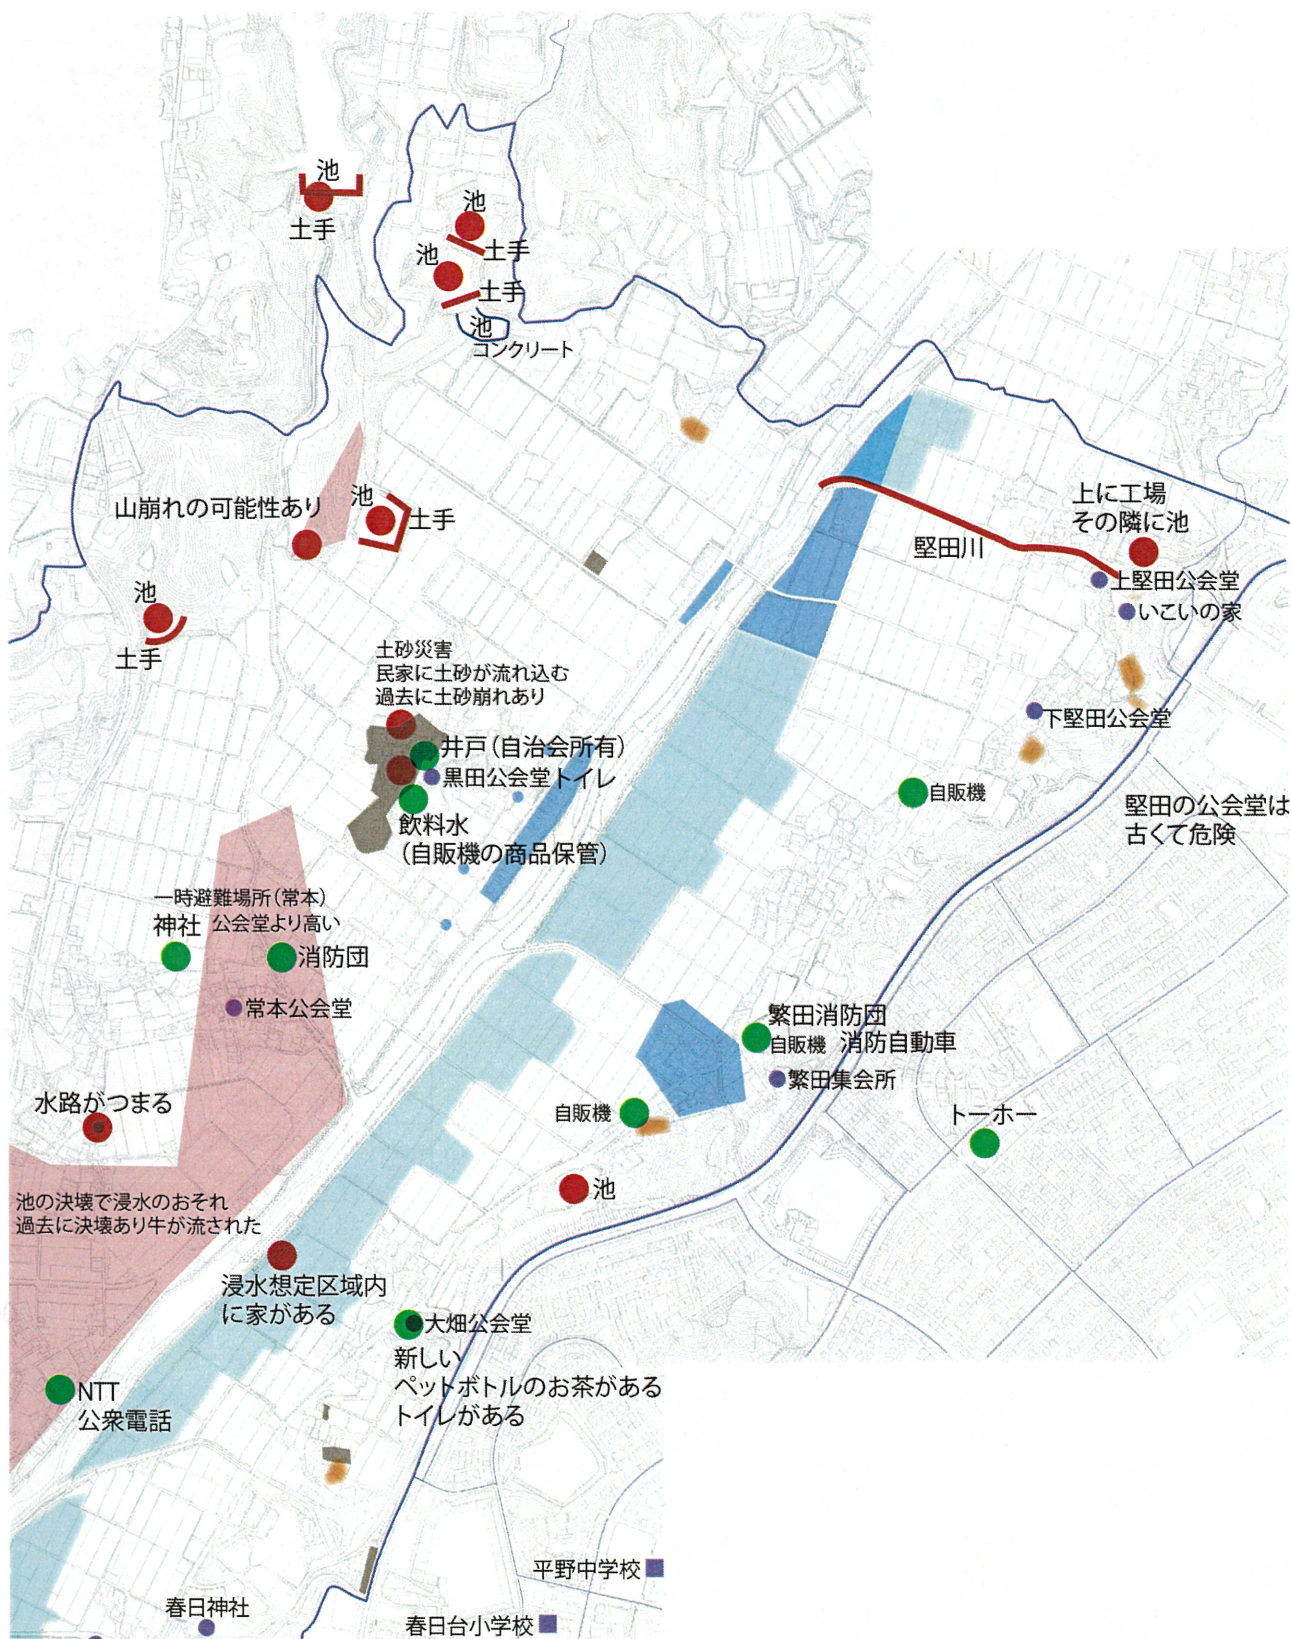 池
土手
池
土手
池
土手
池
コンクリート
山崩れの可能性あり
池
土手
上に工場
その隣に池
堅田川
上堅田公会堂
いこいの家
池
土手
土砂災害
民家に土砂が流れ込む
過去に土砂崩れあり
下堅田公会堂
井戸(自治会所有)
黒田公会堂トイレ
自販機
飲料水
(自販機の商品保管)
堅田の公会堂は
古くて危険
一時避難場所(常本)
神社 公会堂より高い
消防団
常本公会堂
繁田消防団
自販機 消防自動車
繁田集会所
水路がつまる
自販機
トーホー
池
池の決壊で浸水のおそれ
過去に決壊あり牛が流された
浸水想定区域内
に家がある
大畑公会堂
新しい
ペットボトルのお茶がある
トイレがある
NTT
公衆電話
平野中学校
春日神社
春日台小学校